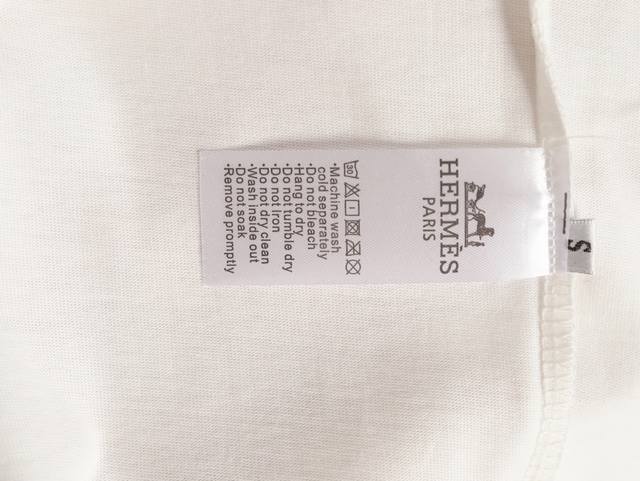 HERMÈS
PARIS
30
·Machine wash
cold separately
·Do not bleach
·Hang to dry
·Do not tumble dry
·Do not Iron
·Do not dry clean
·Wash inside out
·Do not soak
·Remove promptly
S